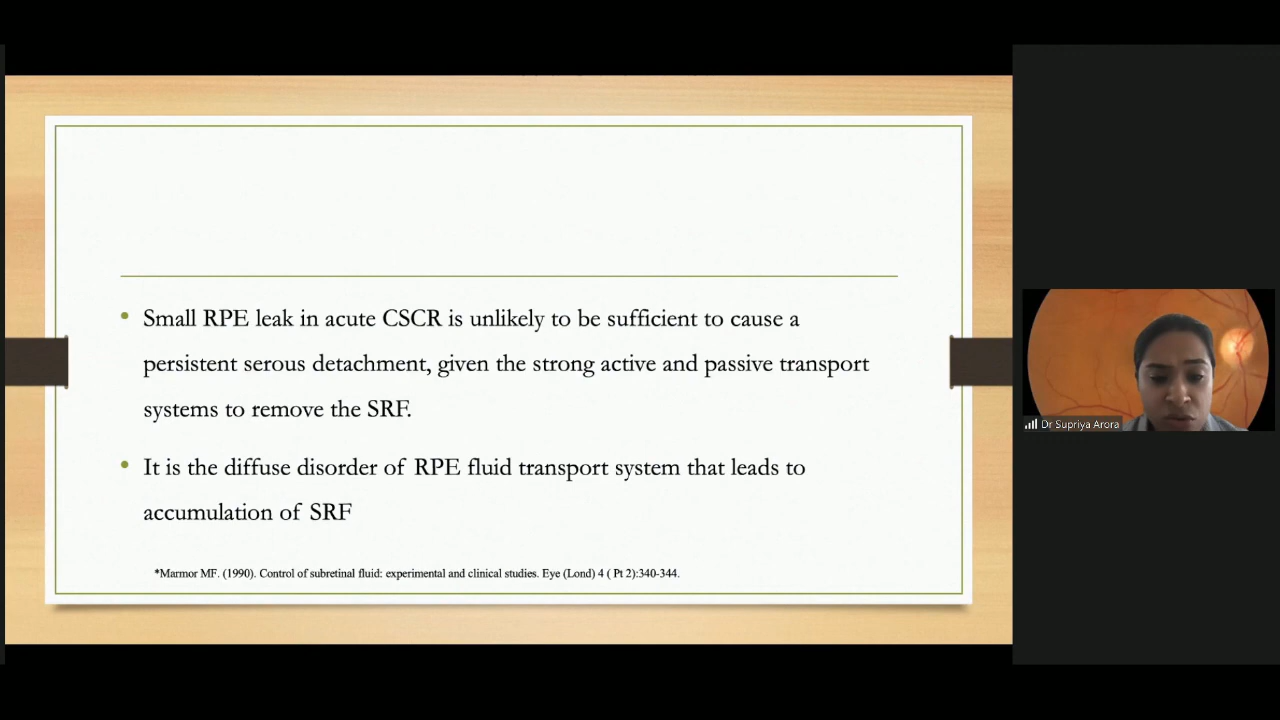 • Small RPE leak in acute CSCR is unlikely to be sufficient to cause a
persistent serous detachment, given the strong active and passive transport
systems to remove the SRF.
• It is the diffuse disorder of RPE fluid transport system that leads to
accumulation of SRF
*Marmor MF. (1990). Control of subretinal fluid: experimental and clinical studies. Eye (Lond) 4 ( Pt 2):340-344.
Dr Supriya Arora